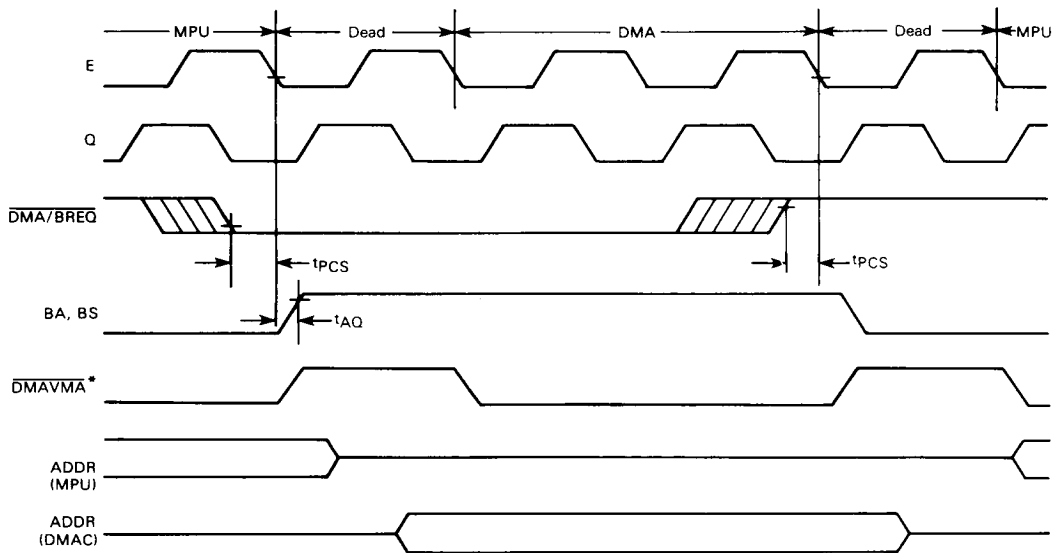 MPU Dead DMA Dead MPU
E
Q
DMA/BREQ
tPCS tPCS
BA, BS
tAQ
DMAVMA*
ADDR
(MPU)
ADDR
(DMAC)